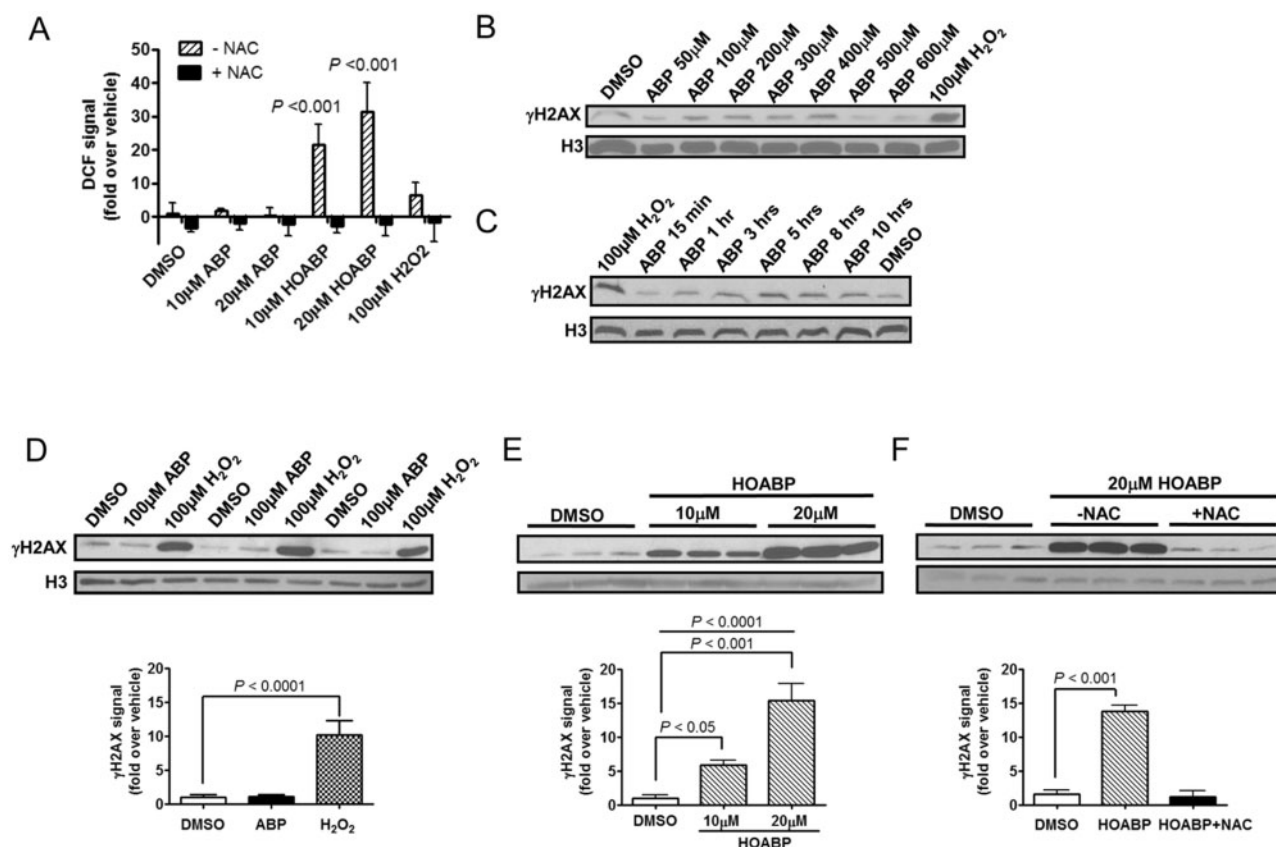 A
- NAC
+ NAC
DCF signal
(fold over vehicle)
50
40
30
20
10
0
10
P <0.001
P <0.001
DMSO
10μM ABP
20μM ABP
10μM HOABP
20μM HOABP
100μM H2O2
B
DMSO
ABP 50μM
ABP 100μM
ABP 200μM
ABP 300μM
ABP 400μM
ABP 500μM
ABP 600μM
100μM H₂O₂
γH2AX
H3
C
100μM H₂O₂
ABP 15 min
ABP 1 hr
ABP 3 hrs
ABP 5 hrs
ABP 8 hrs
ABP 10 hrs
DMSO
γH2AX
H3
D
DMSO
100μM ABP
100μM H₂O₂
DMSO
100μM ABP
100μM H₂O₂
DMSO
100μM ABP
100μM H₂O₂
γH2AX
H3
γH2AX signal
(fold over vehicle)
20
15
10
5
0
P < 0.0001
DMSO ABP H₂O₂
E
HOABP
DMSO 10μM 20μM
γH2AX signal
(fold over vehicle)
20
15
10
5
0
P < 0.0001
P < 0.001
P < 0.05
DMSO 10μM 20μM
HOABP
F
20μM HOABP
DMSO -NAC +NAC
γH2AX signal
(fold over vehicle)
20
15
10
5
0
P < 0.001
DMSO HOABP HOABP+NAC